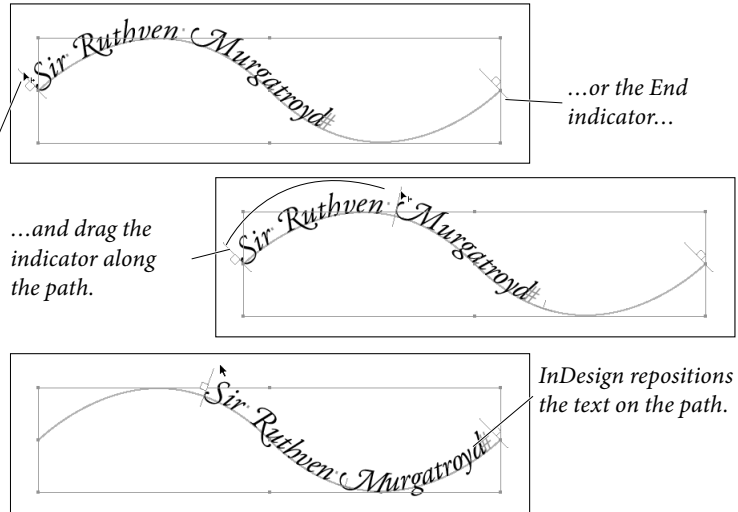 Sir Ruthven Murgatroyd#
…or the End
indicator…
…and drag the
indicator along
the path.
Sir Ruthven Murgatroyd#
InDesign repositions
the text on the path.
Sir Ruthven Murgatroyd#